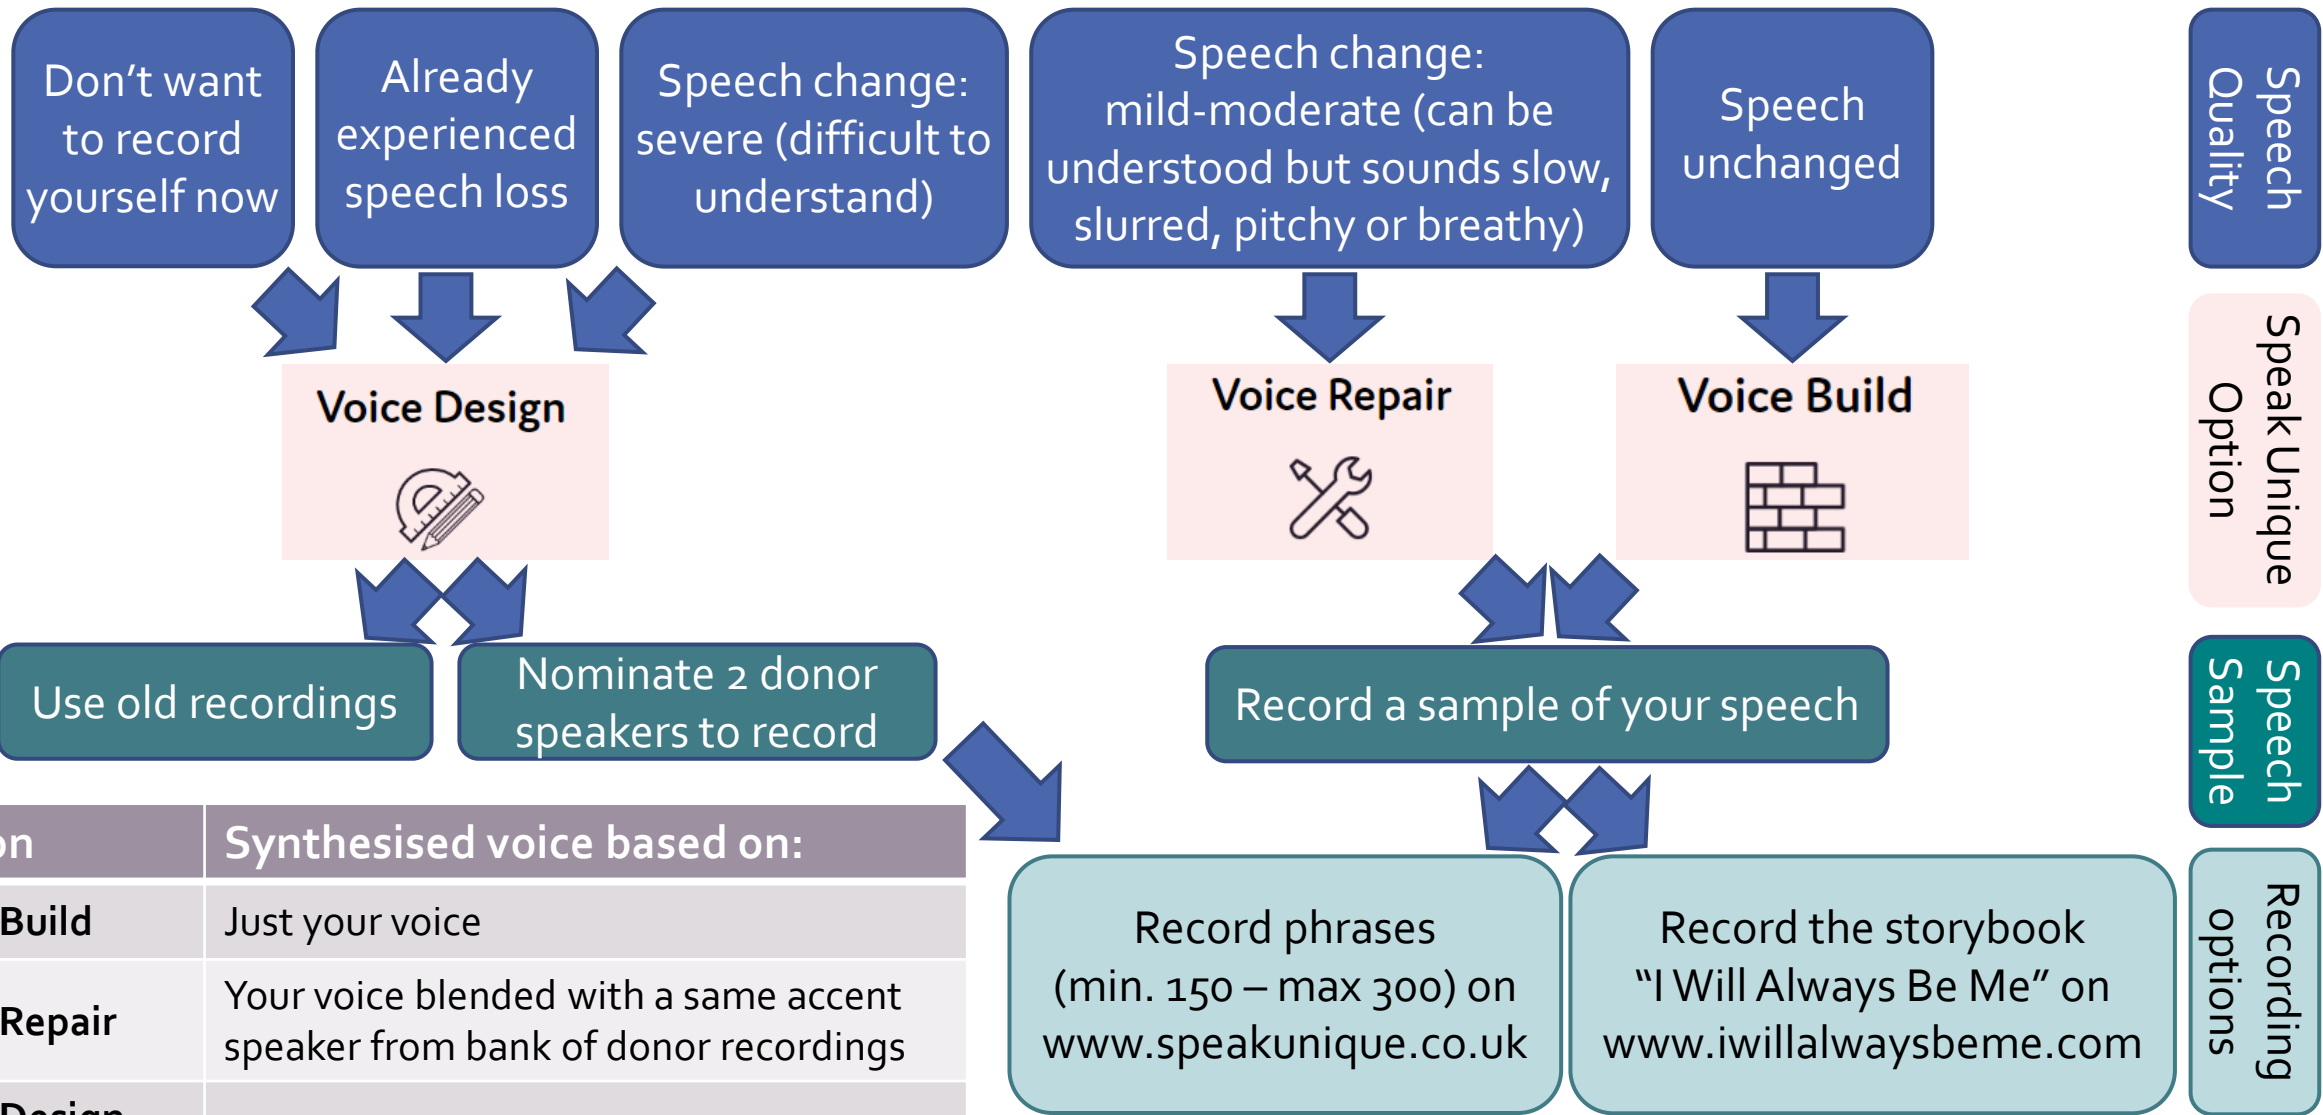 Don't want
to record
yourself now
Already
experienced
speech loss
Speech change:
severe (difficult to
understand)
Speech change:
mild-moderate (can be
understood but sounds slow,
slurred, pitchy or breathy)
Speech
unchanged
Speech
Quality
Voice Design
Voice Repair
Voice Build
Speak Unique
Option
Use old recordings
Nominate 2 donor
speakers to record
Record a sample of your speech
Speech
Sample
on
Synthesised voice based on:
Build
Just your voice
Repair
Your voice blended with a same accent
speaker from bank of donor recordings
Design
Record phrases
(min. 150 – max 300) on
www.speakunique.co.uk
Record the storybook
"I Will Always Be Me" on
www.iwillalwaysbeme.com
Recording
options